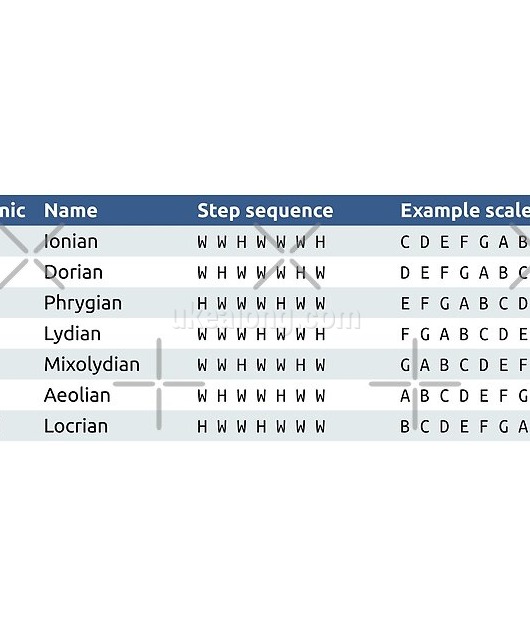 nic Name Step sequence Example scale
Ionian W W H W W W H C D E F G A B
Dorian W H W W W H W D E F G A B C
Phrygian H W W W H W W E F G A B C D
Lydian W W W H W W H F G A B C D E
Mixolydian W W H W W H W G A B C D E F
Aeolian W H W W H W W A B C D E F G
Locrian H W W H W W W B C D E F G A
ukealong.com